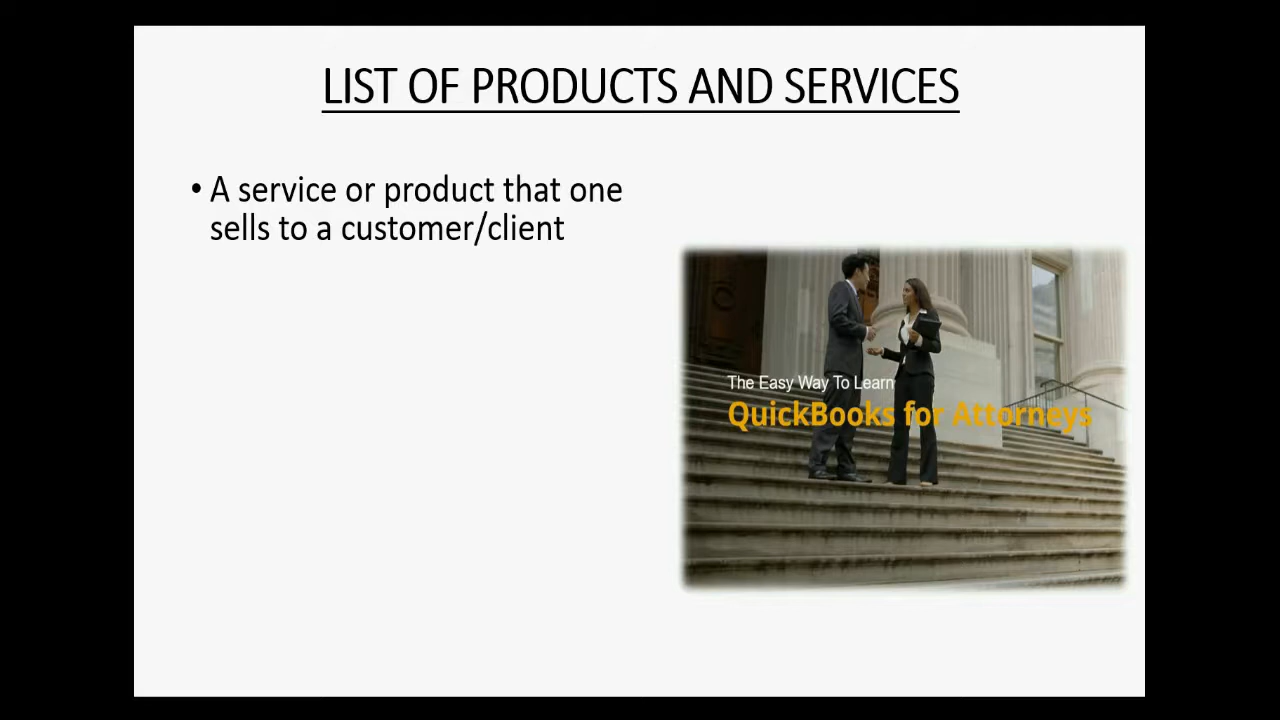 LIST OF PRODUCTS AND SERVICES
• A service or product that one
sells to a customer/client
The Easy Way To Learn
QuickBooks for Attorneys